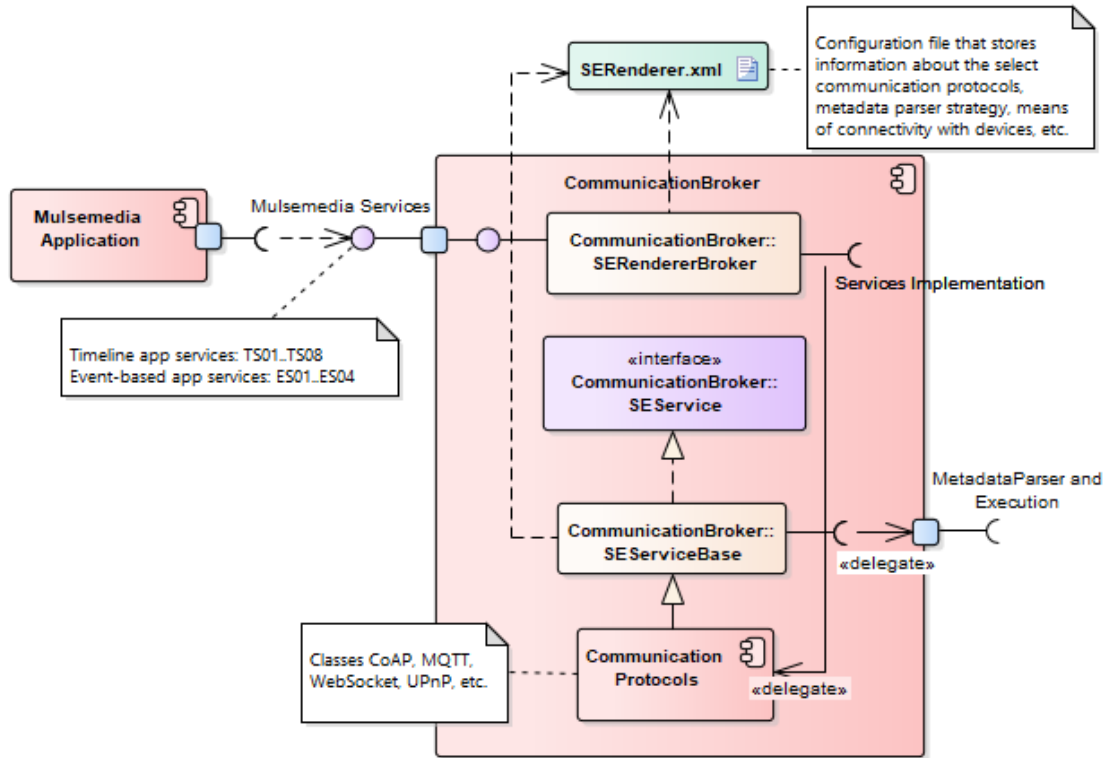 SERenderer.xml
Configuration file that stores
information about the select
communication protocols,
metadata parser strategy, means
of connectivity with devices, etc.
CommunicationBroker
Mulsemedia
Application
Mulsemedia Services
CommunicationBroker::
SERendererBroker
Services Implementation
Timeline app services: TS01..TS08
Event-based app services: ES01..ES04
«interface»
CommunicationBroker::
SEService
MetadadaParser and
Execution
CommunicationBroker::
SEServiceBase
«delegate»
Classes CoAP, MQTT,
WebSocket, UPnP, etc.
Communication
Protocols
«delegate»